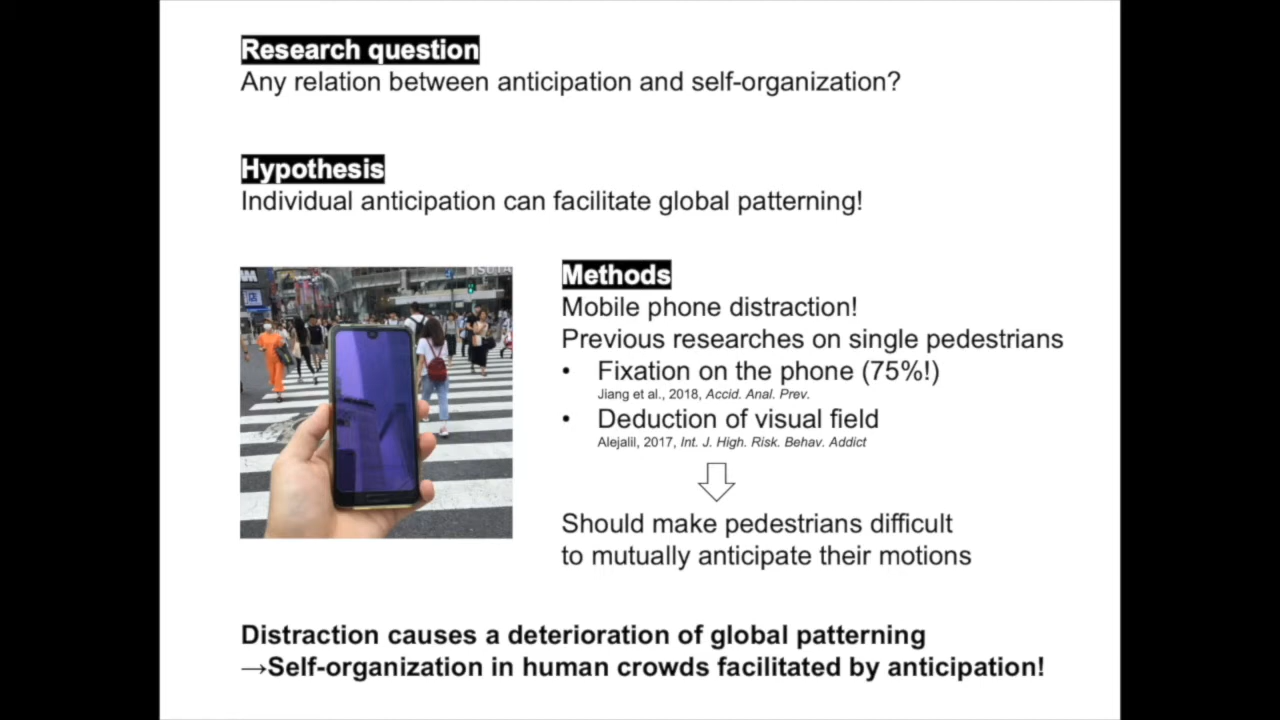 Research question
Any relation between anticipation and self-organization?
Hypothesis
Individual anticipation can facilitate global patterning!
TSUTA
店
Methods
Mobile phone distraction!
Previous researches on single pedestrians
• Fixation on the phone (75%!)
Jiang et al., 2018, Accid. Anal. Prev.
• Deduction of visual field
Alejalil, 2017, Int. J. High. Risk. Behav. Addict
Should make pedestrians difficult
to mutually anticipate their motions
Distraction causes a deterioration of global patterning
→Self-organization in human crowds facilitated by anticipation!